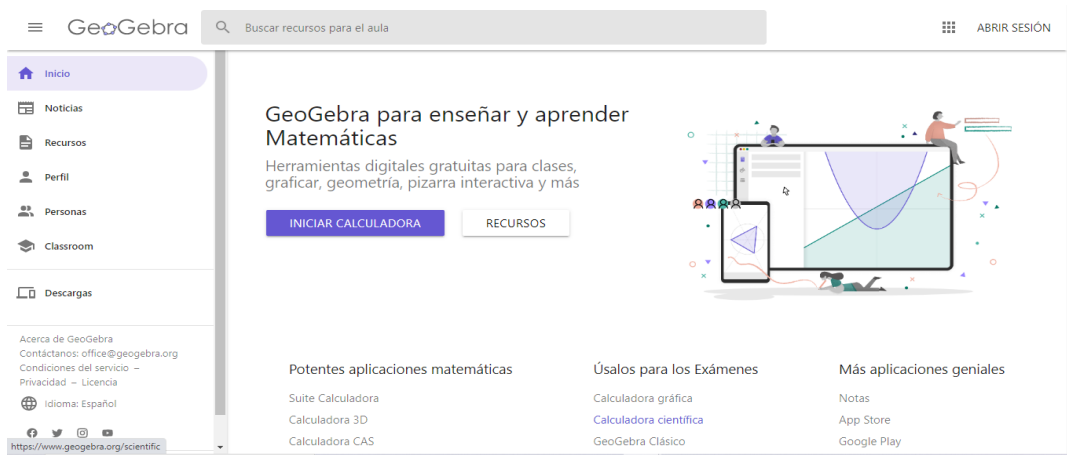 GeoGebra
Buscar recursos para el aula
ABRIR SESIÓN
Inicio
Noticias
Recursos
Perfil
Personas
Classroom
Descargas
Acerca de GeoGebra
Contáctanos: office@geogebra.org
Condiciones del servicio –
Privacidad – Licencia
Idioma: Español
https://www.geogebra.org/scientific
GeoGebra para enseñar y aprender
Matemáticas
Herramientas digitales gratuitas para clases,
graficar, geometría, pizarra interactiva y más
INICIAR CALCULADORA
RECURSOS
Potentes aplicaciones matemáticas
Suite Calculadora
Calculadora 3D
Calculadora CAS
Úsalos para los Exámenes
Calculadora gráfica
Calculadora científica
GeoGebra Clásico
Más aplicaciones geniales
Notas
App Store
Google Play